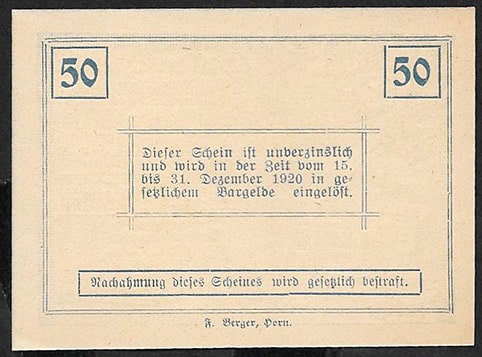 50
50
Dieser Schein ist unverzinslich
und wird in der Zeit vom 15.
bis 31. Dezember 1920 in ge-
setzlichem Bargelde eingelöst.
Nachahmung dieses Scheines wird gesetzlich bestraft.
F. Berger, Horn.